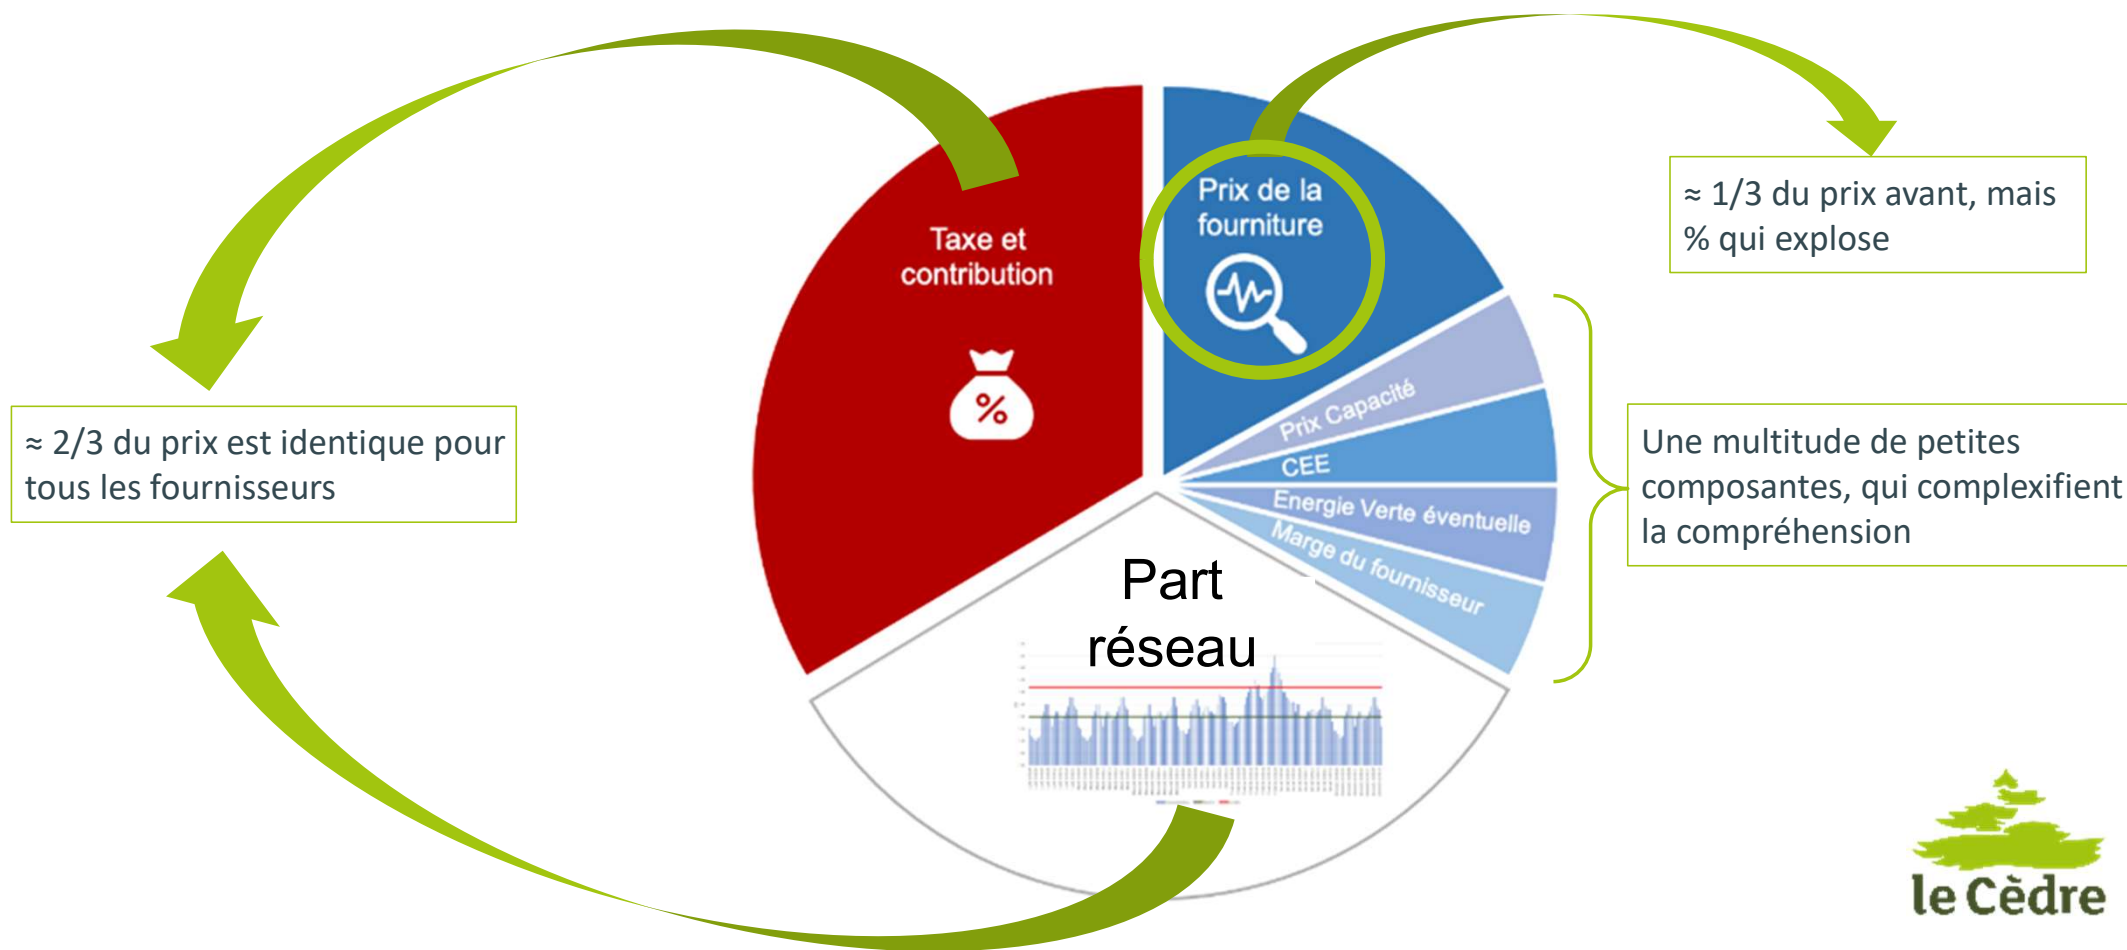 Taxe et
contribution
%
Prix de la
fourniture
Prix Capacité
CEE
Energie Verte éventuelle
Marge du fournisseur
Part
réseau
≈ 1/3 du prix avant, mais
% qui explose
≈ 2/3 du prix est identique pour
tous les fournisseurs
Une multitude de petites
composantes, qui complexifient
la compréhension
le Cèdre